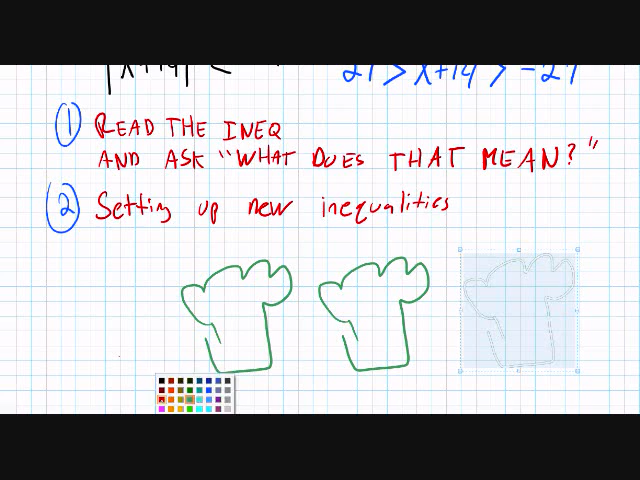 27 > x+14 > -27
① READ THE INEQ
AND ASK "WHAT DOES THAT MEAN?"
② Setting up new inequalities